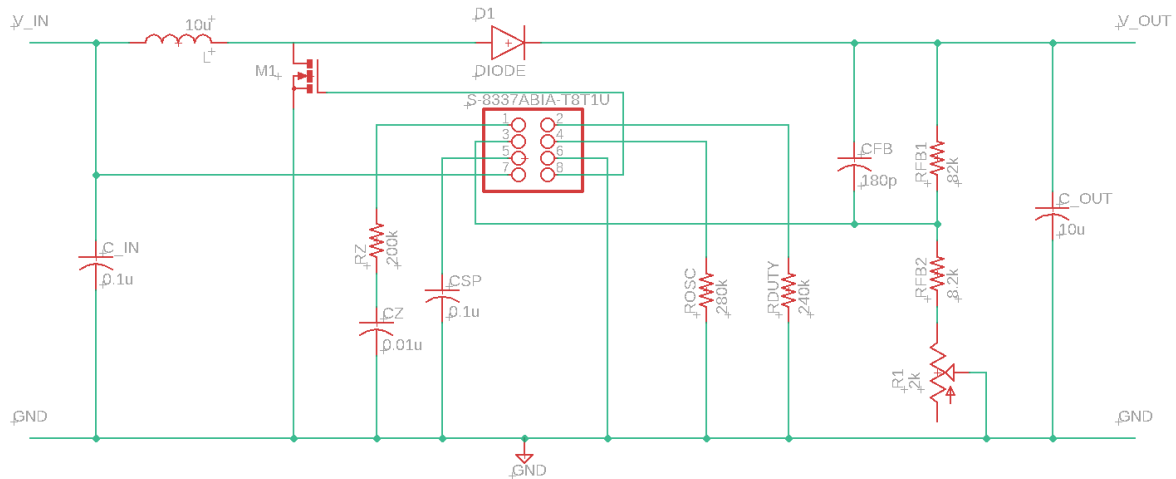 V_IN
10u
L
D1
DIODE
V_OUT
M1
S-8337ABIA-T8T1U
1 2
3 4
5 6
7 8
CFB
180p
RFB1
82k
C_OUT
10u
C_IN
0.1u
RZ
200k
CSP
0.1u
CZ
0.01u
ROSC
280k
RDUTY
240k
RFB2
8.2k
R1
2k
GND
GND
GND